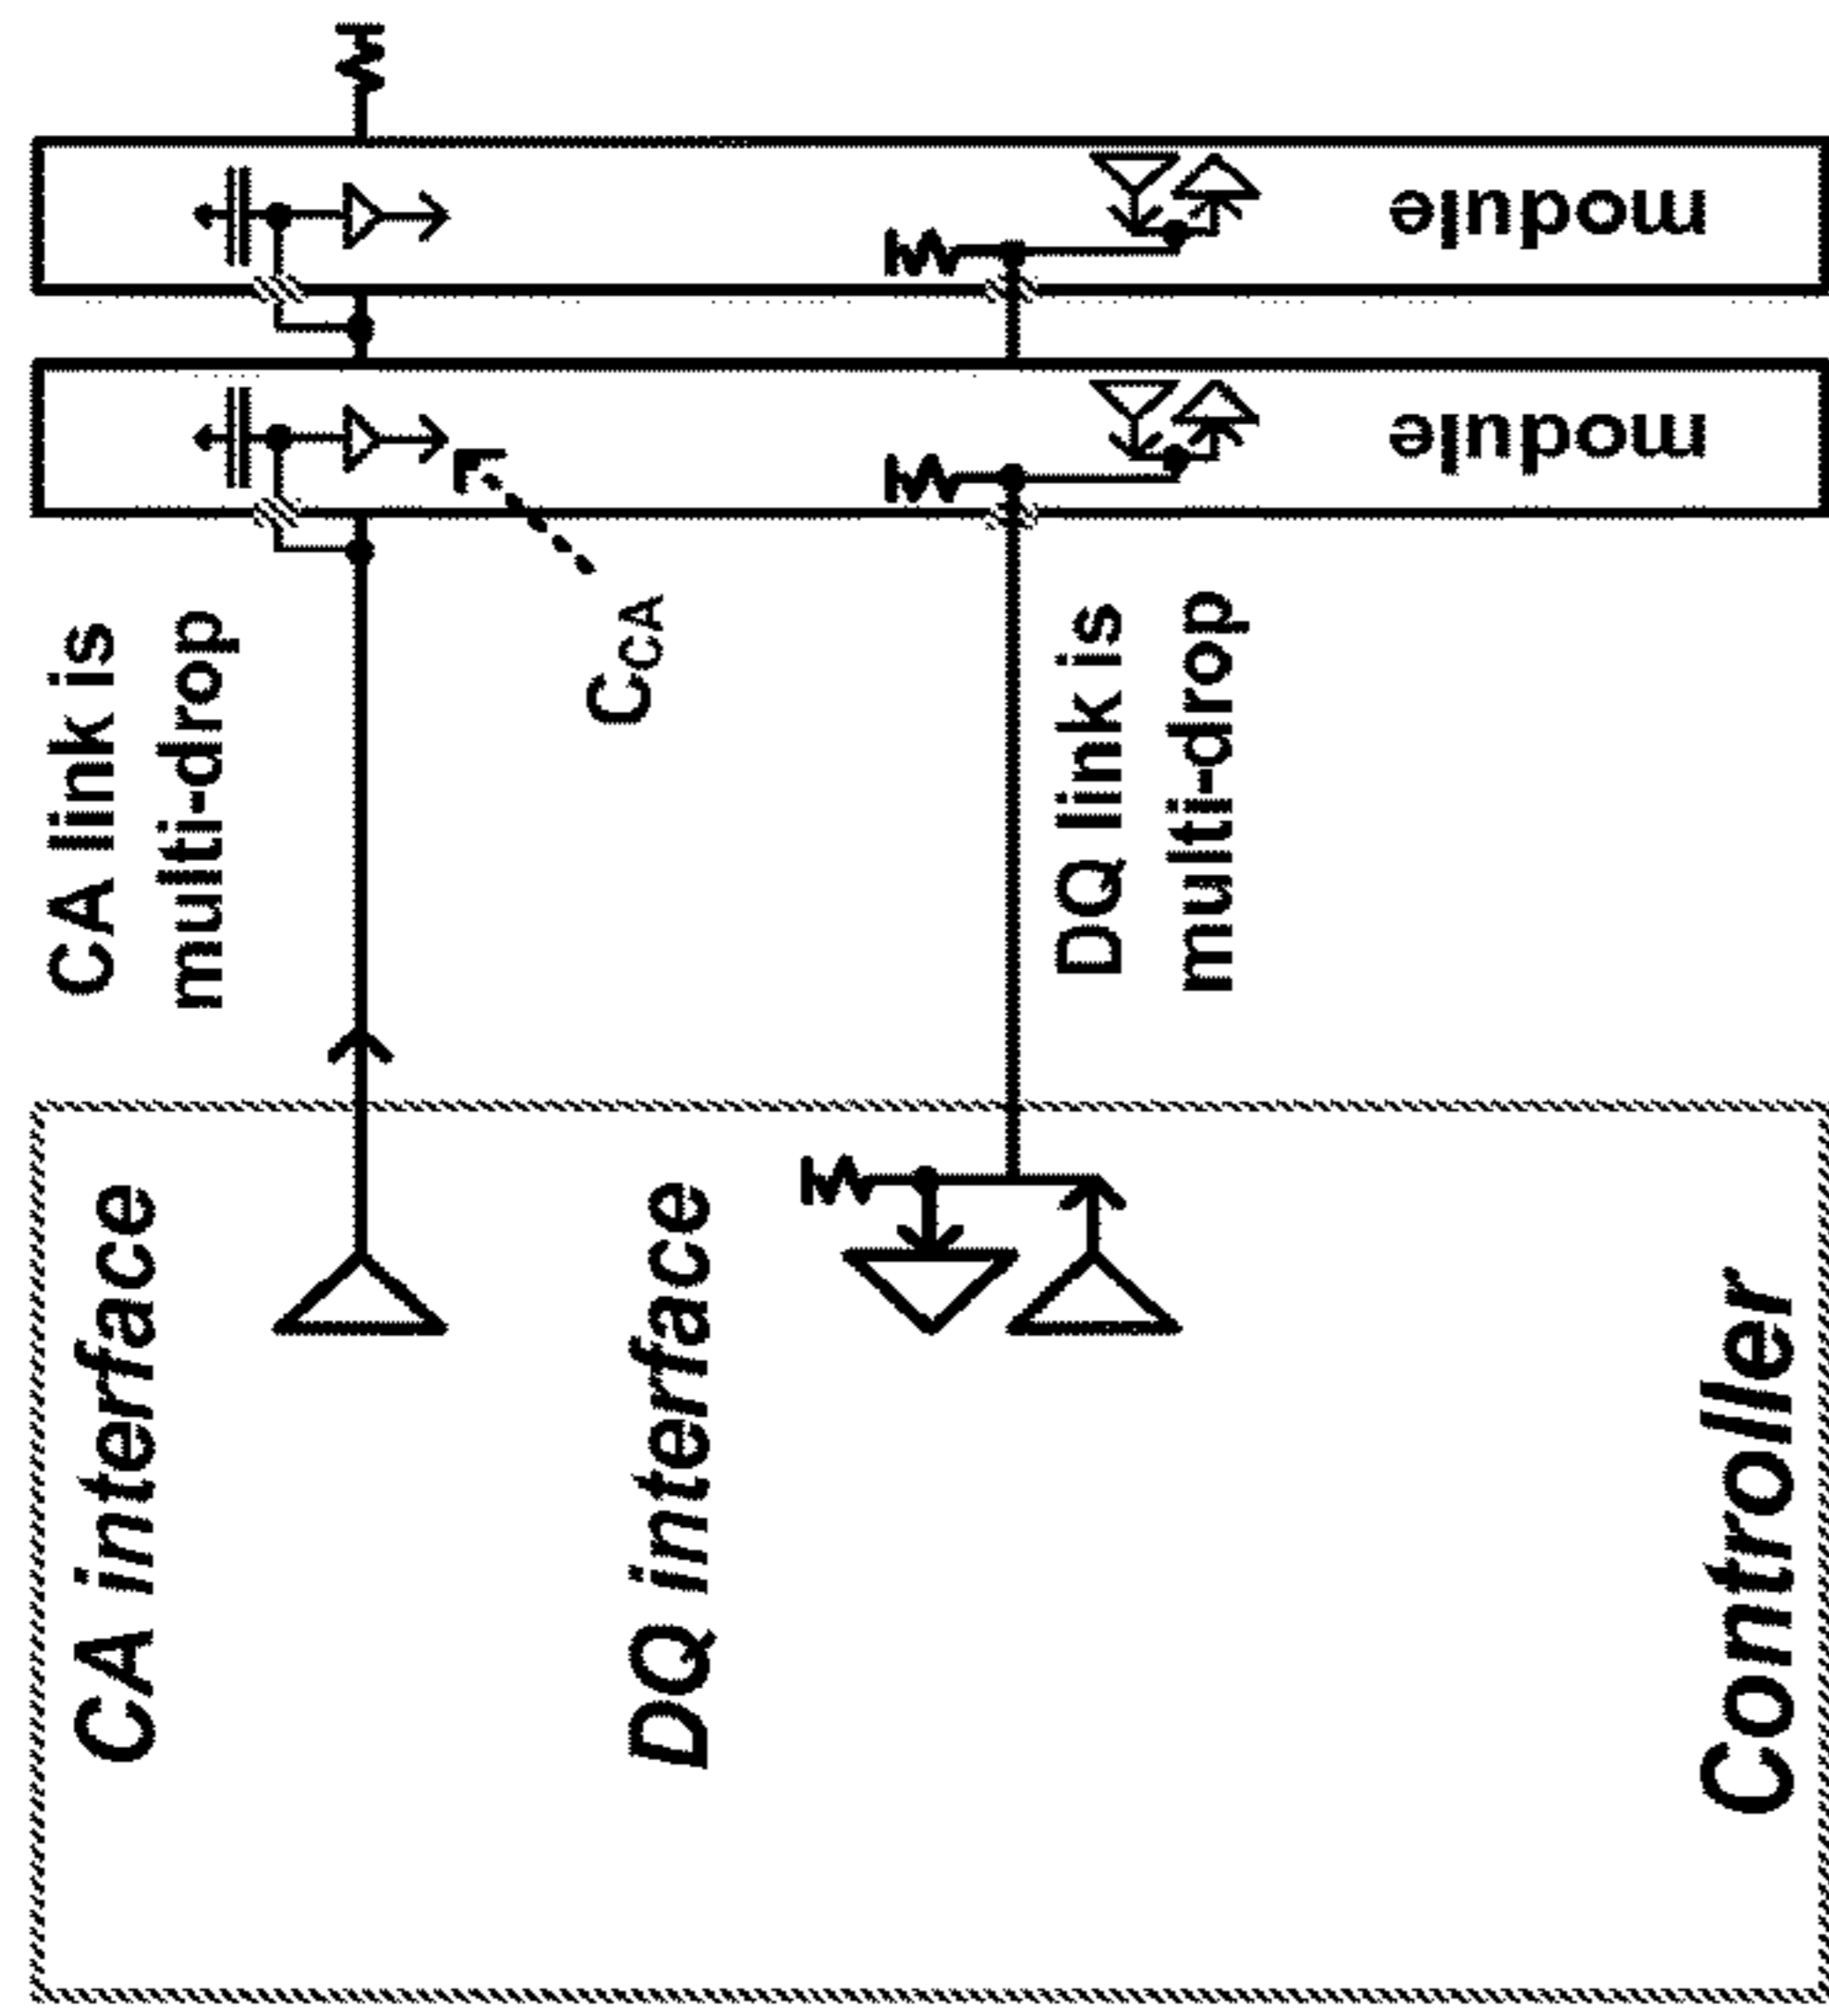 module
module
CA link is
multi-drop
CCA
DQ link is
multi-drop
CA interface
DQ interface
Controller